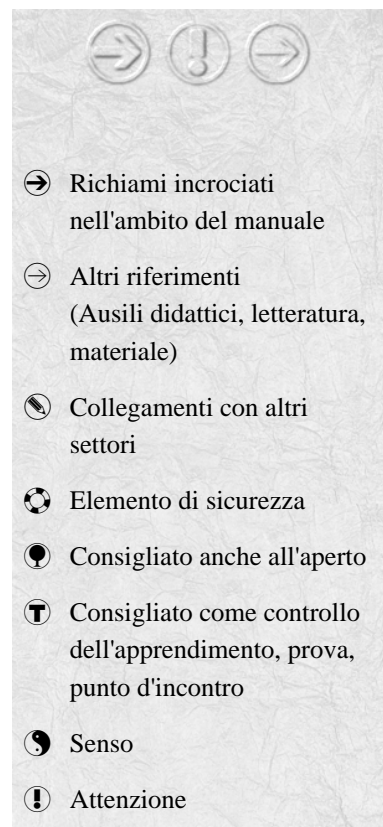 Richiami incrociati
nell'ambito del manuale
Altri riferimenti
(Ausili didattici, letteratura,
materiale)
Collegamenti con altri
settori
Elemento di sicurezza
Consigliato anche all'aperto
T Consigliato come controllo
dell'apprendimento, prova,
punto d'incontro
Senso
! Attenzione